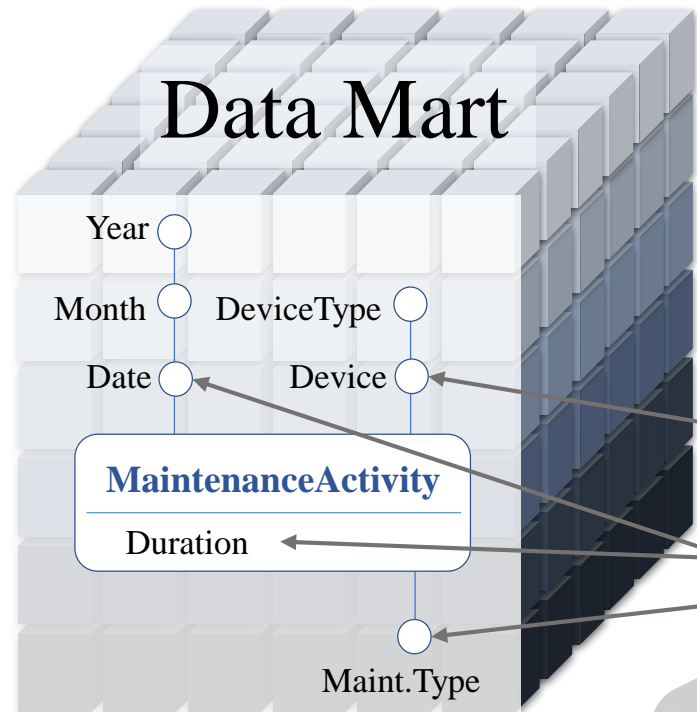 Data Mart
Year
Month
DeviceType
Date
Device
MaintenanceActivity
Duration
Maint.Type